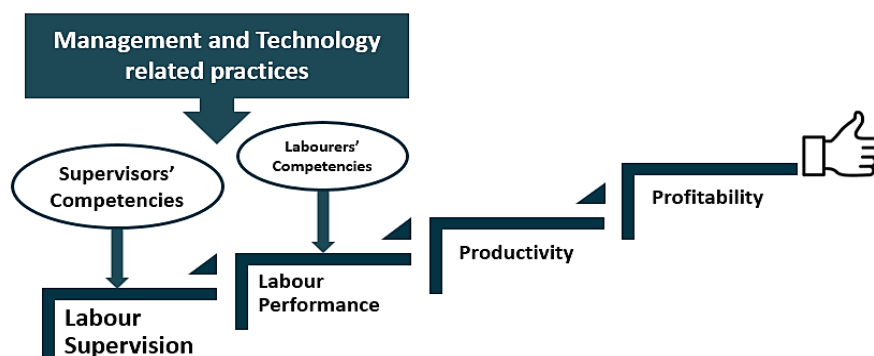 Management and Technology
related practices
Supervisors'
Competencies
Labourers'
Competencies
Labour
Supervision
Labour
Performance
Productivity
Profitability